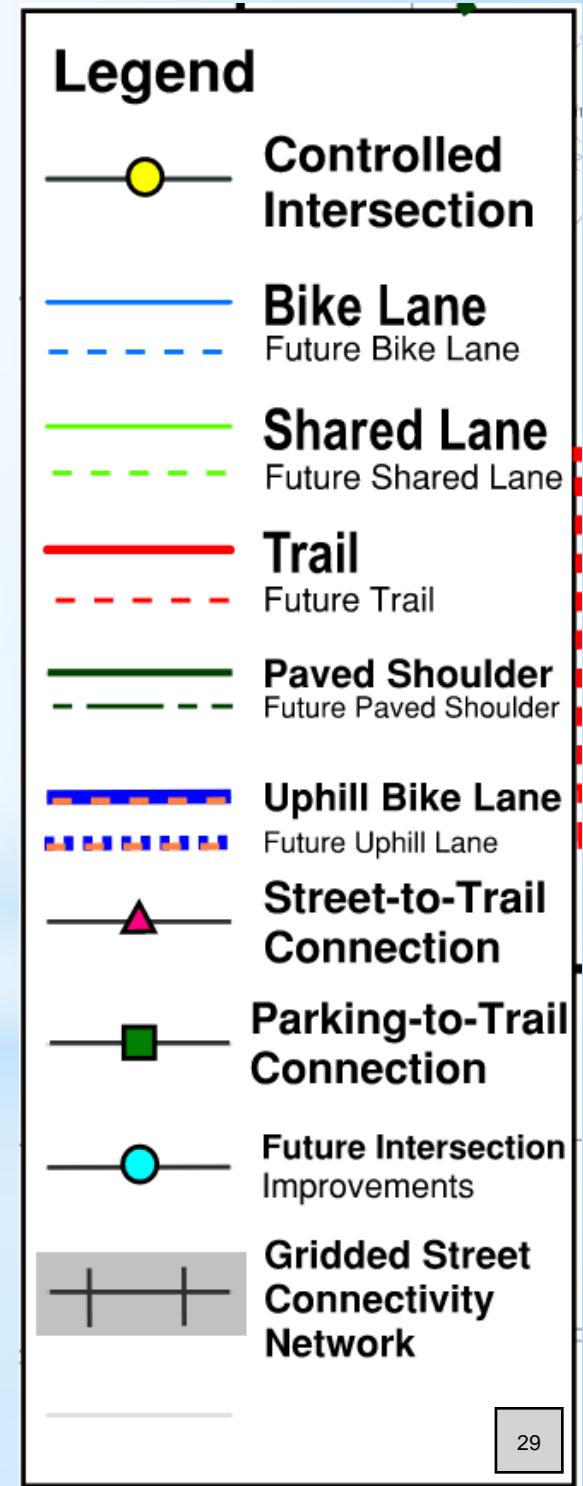 Legend
Controlled
Intersection
Bike Lane
Future Bike Lane
Shared Lane
Future Shared Lane
Trail
Future Trail
Paved Shoulder
Future Paved Shoulder
Uphill Bike Lane
Future Uphill Lane
Street-to-Trail
Connection
Parking-to-Trail
Connection
Future Intersection
Improvements
Gridded Street
Connectivity
Network
29